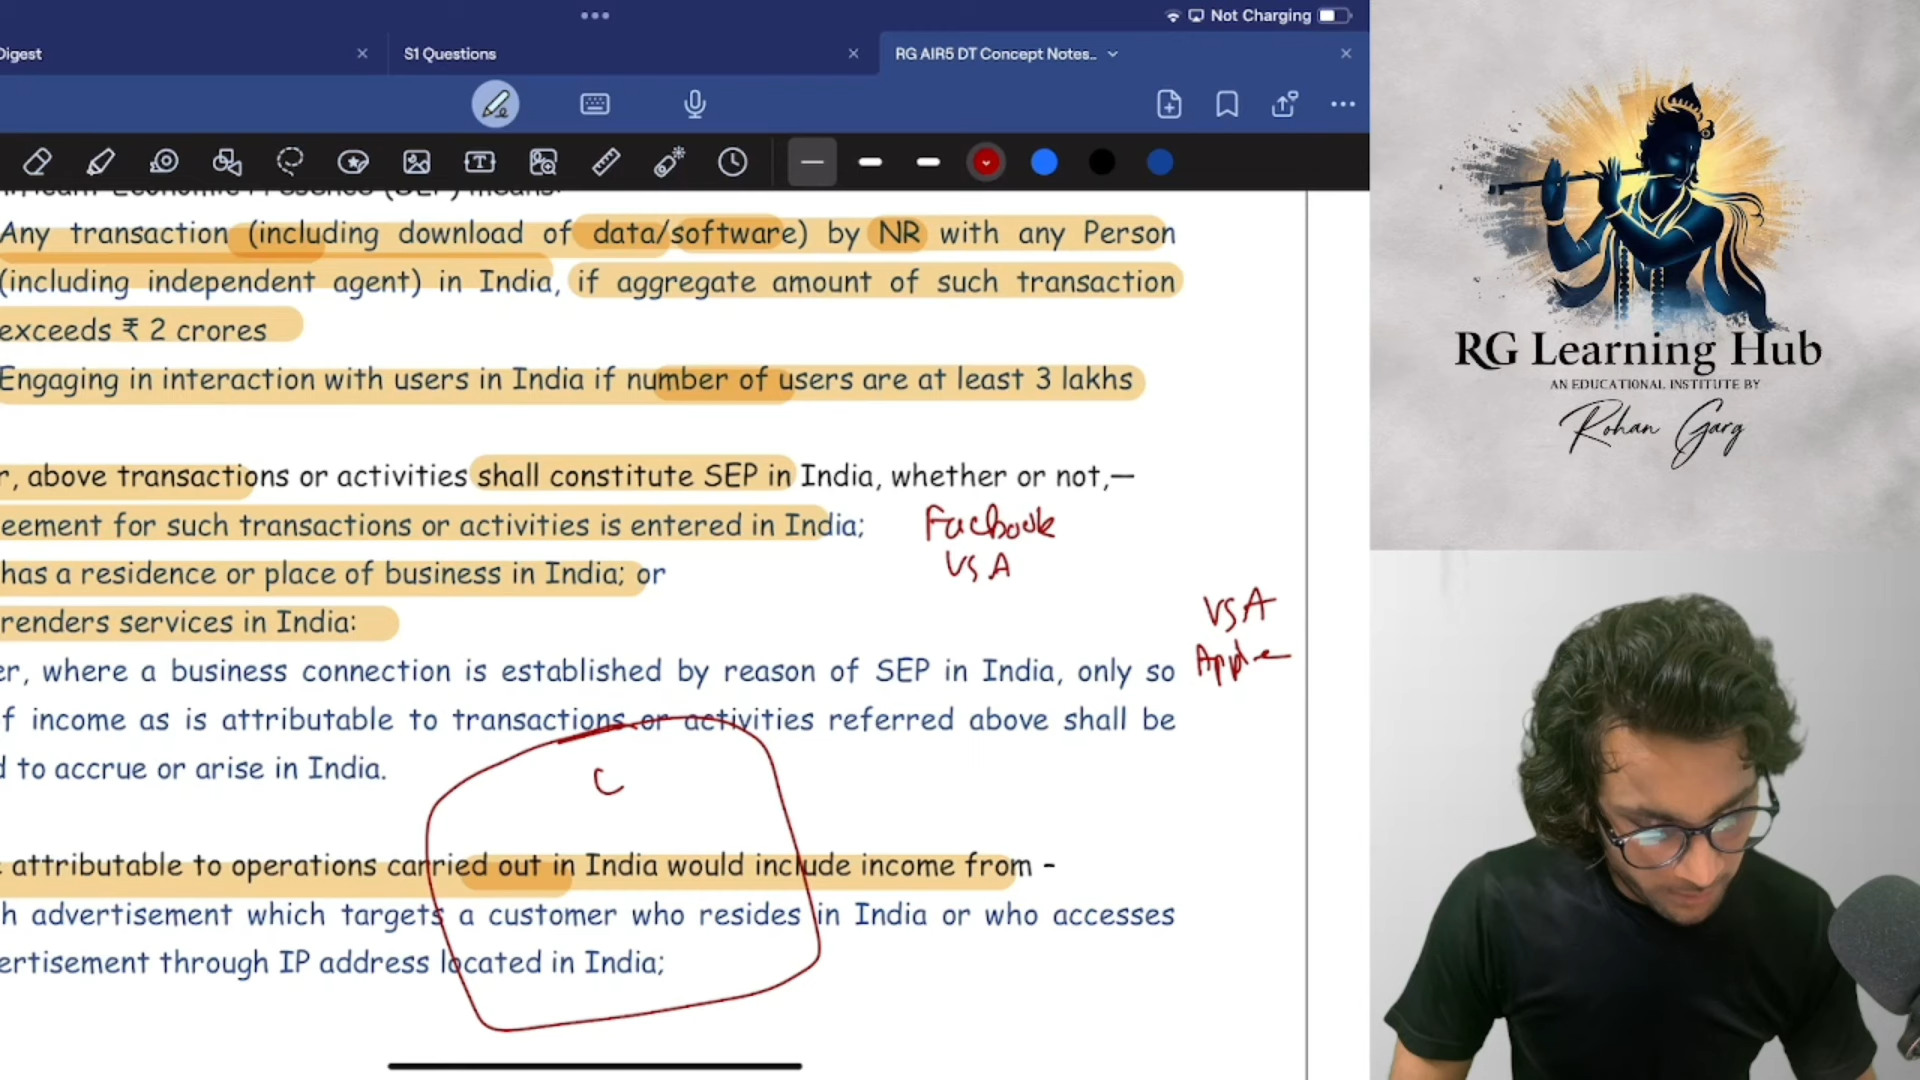 Not Charging
Digest
S1 Questions
RG AIR5 DT Concept Notes..
Economic Presence (SEP) means:
Any transaction (including download of data/software) by NR with any Person
(including independent agent) in India, if aggregate amount of such transaction
exceeds ₹ 2 crores
Engaging in interaction with users in India if number of users are at least 3 lakhs
r, above transactions or activities shall constitute SEP in India, whether or not,—
eement for such transactions or activities is entered in India;
Facbook
has a residence or place of business in India; or
VSA
renders services in India:
VSA
er, where a business connection is established by reason of SEP in India, only so
Apple
f income as is attributable to transactions or activities referred above shall be
d to accrue or arise in India.
C
attributable to operations carried out in India would include income from –
h advertisement which targets a customer who resides in India or who accesses
ertisement through IP address located in India;
RG Learning Hub
AN EDUCATIONAL INSTITUTE BY
Rohan Garg